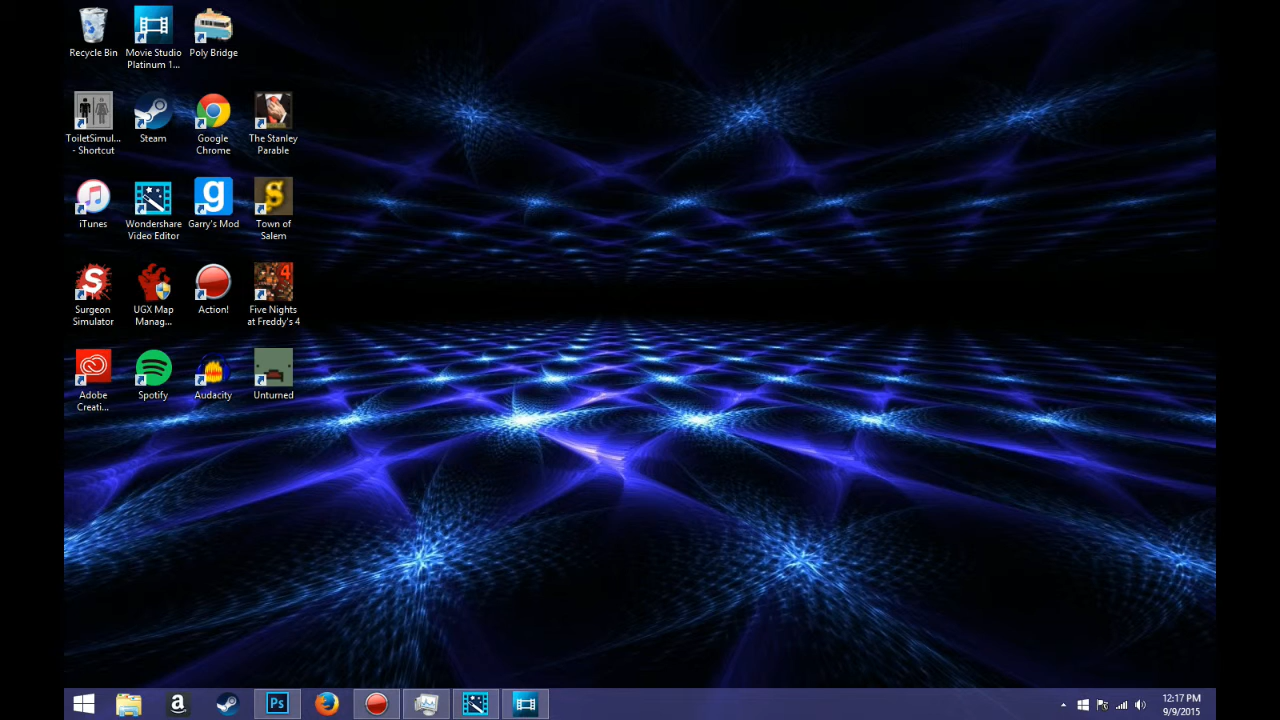 Recycle Bin
Movie Studio
Platinum 1...
Poly Bridge
ToiletSimul...
- Shortcut
Steam
Google
Chrome
The Stanley
Parable
iTunes
Wondershare
Video Editor
g
Garry's Mod
S
Town of
Salem
S
Surgeon
Simulator
UGX Map
Manag...
Action!
4
Five Nights
at Freddy's 4
Adobe
Creati...
Spotify
Audacity
Unturned
a
Ps
12:17 PM
9/9/2015